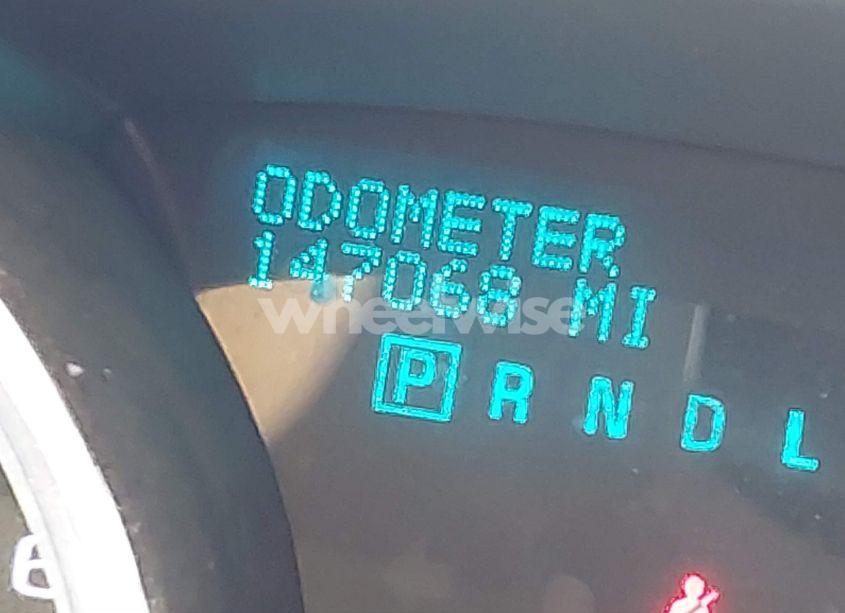 ODOMETER
147068 MI
wheelwise
P R N D L